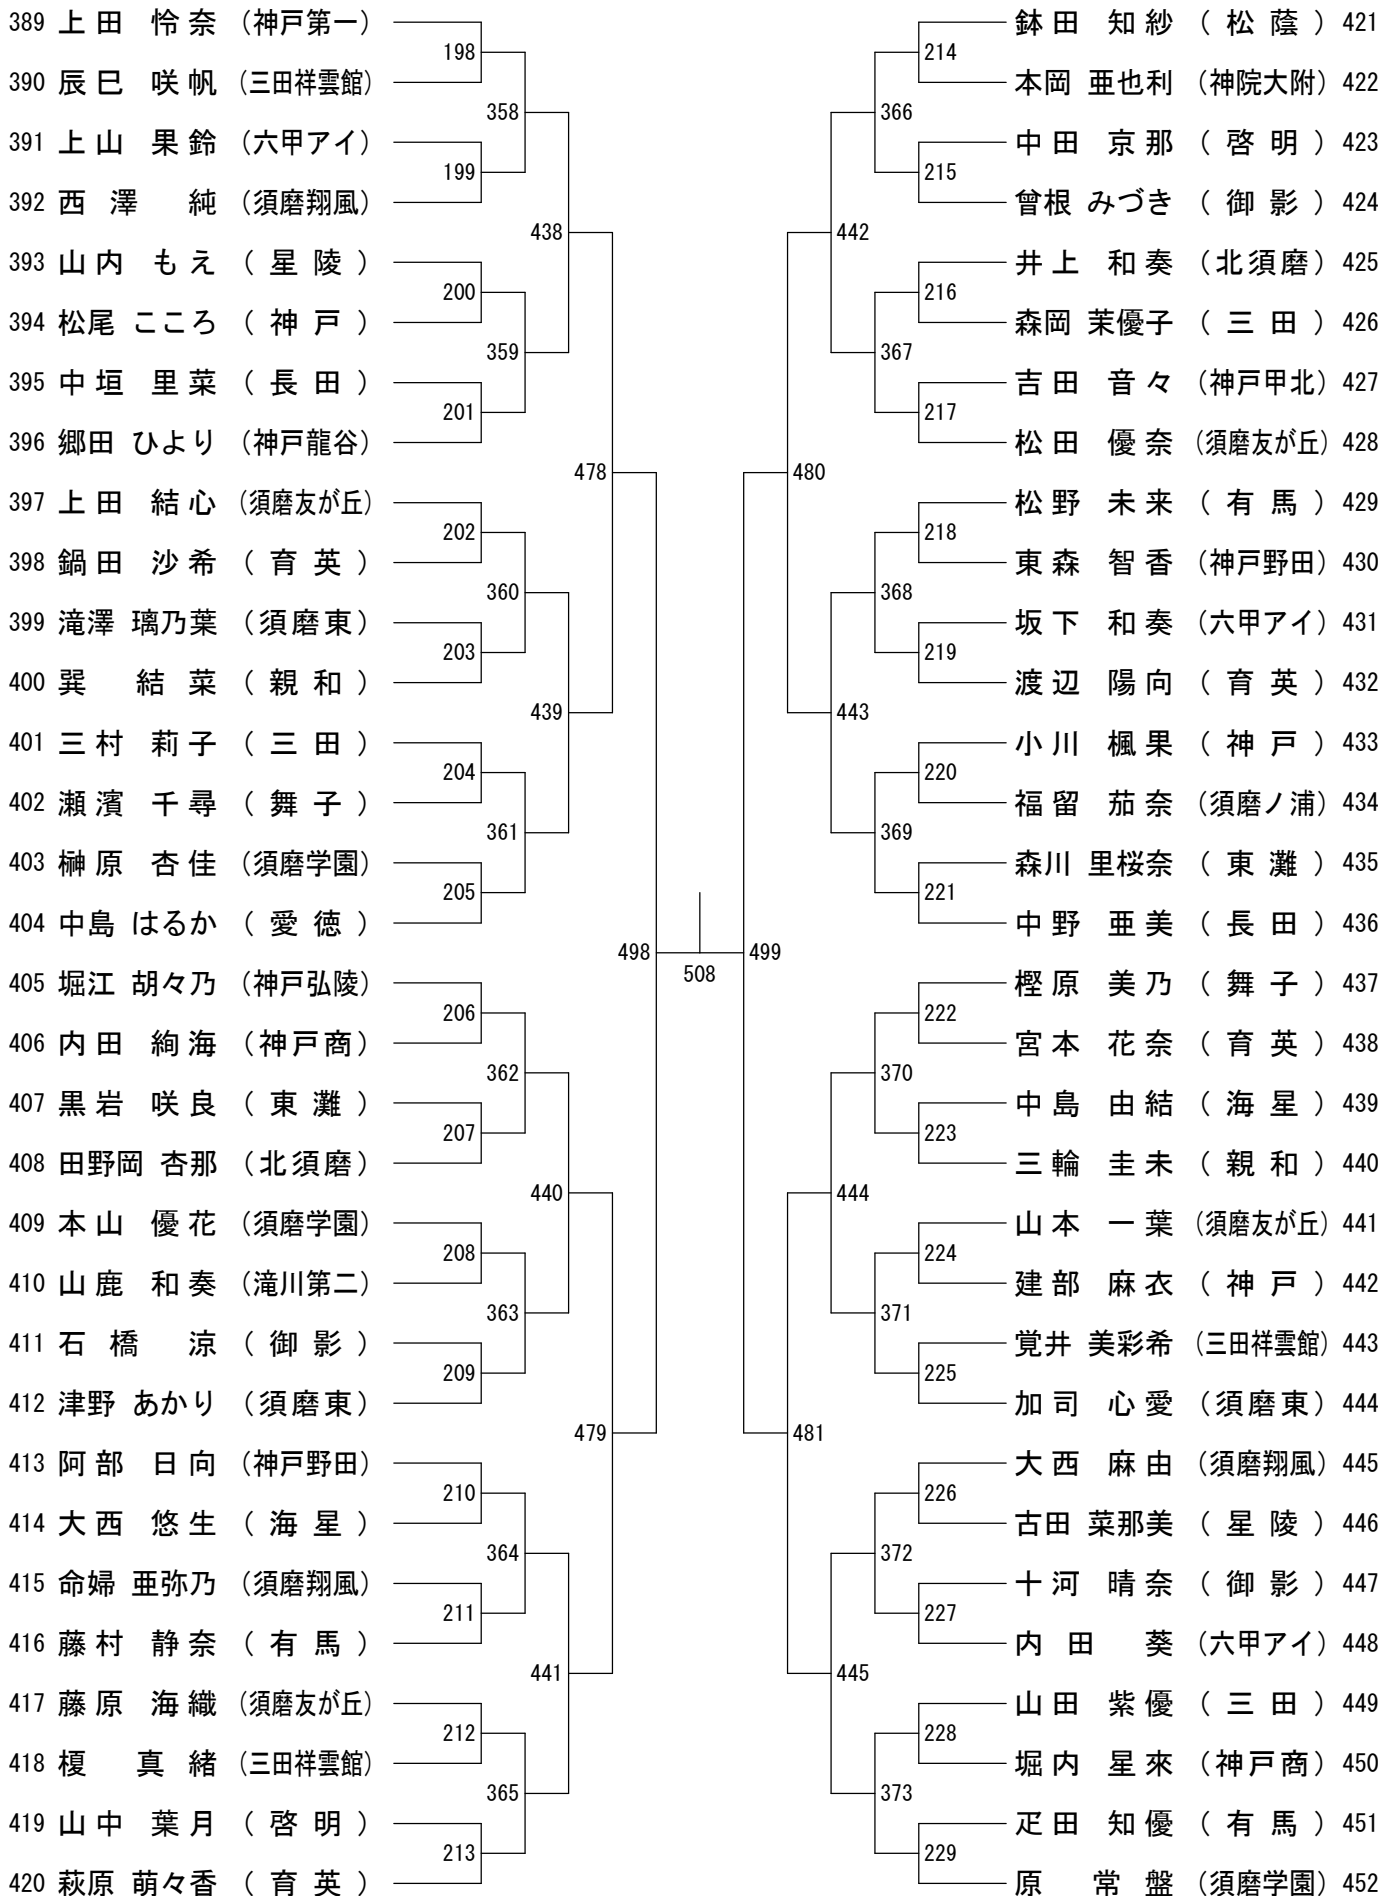 389 上田 怜奈 (神戸第一)
198
390 辰巳 咲帆 (三田祥雲館)
358
391 上山 果鈴 (六甲アイ)
199
392 西澤 純 (須磨翔風)
438
393 山内 もえ (星陵)
200
394 松尾 こころ (神戸)
359
395 中垣 里菜 (長田)
201
396 郷田 ひより (神戸龍谷)
478
397 上田 結心 (須磨友が丘)
202
398 鍋田 沙希 (育英)
360
399 滝澤 璃乃葉 (須磨東)
203
400 巽 結菜 (親和)
439
401 三村 莉子 (三田)
204
402 瀬濱 千尋 (舞子)
361
403 榊原 杏佳 (須磨学園)
205
404 中島 はるか (愛徳)
498
405 堀江 胡々乃 (神戸弘陵)
206
406 内田 絢海 (神戸商)
362
407 黒岩 咲良 (東灘)
207
408 田野岡 杏那 (北須磨)
440
409 本山 優花 (須磨学園)
208
410 山鹿 和奏 (滝川第二)
363
411 石橋 涼 (御影)
209
412 津野 あかり (須磨東)
479
413 阿部 日向 (神戸野田)
210
414 大西 悠生 (海星)
364
415 命婦 亜弥乃 (須磨翔風)
211
416 藤村 静奈 (有馬)
441
417 藤原 海織 (須磨友が丘)
212
418 榎 真緒 (三田祥雲館)
365
419 山中 葉月 (啓明)
213
420 萩原 萌々香 (育英)
508
鉢田 知紗 (松蔭) 421
214
本岡 亜也利 (神院大附) 422
366
中田 京那 (啓明) 423
215
曾根 みづき (御影) 424
442
井上 和奏 (北須磨) 425
216
森岡 茉優子 (三田) 426
367
吉田 音々 (神戸甲北) 427
217
松田 優奈 (須磨友が丘) 428
480
松野 未来 (有馬) 429
218
東森 智香 (神戸野田) 430
368
坂下 和奏 (六甲アイ) 431
219
渡辺 陽向 (育英) 432
443
小川 楓果 (神戸) 433
220
福留 茄奈 (須磨ノ浦) 434
369
森川 里桜奈 (東灘) 435
221
中野 亜美 (長田) 436
499
樫原 美乃 (舞子) 437
222
宮本 花奈 (育英) 438
370
中島 由結 (海星) 439
223
三輪 圭未 (親和) 440
444
山本 一葉 (須磨友が丘) 441
224
建部 麻衣 (神戸) 442
371
覚井 美彩希 (三田祥雲館) 443
225
加司 心愛 (須磨東) 444
481
大西 麻由 (須磨翔風) 445
226
古田 菜那美 (星陵) 446
372
十河 晴奈 (御影) 447
227
内田 葵 (六甲アイ) 448
445
山田 紫優 (三田) 449
228
堀内 星來 (神戸商) 450
373
疋田 知優 (有馬) 451
229
原 常盤 (須磨学園) 452